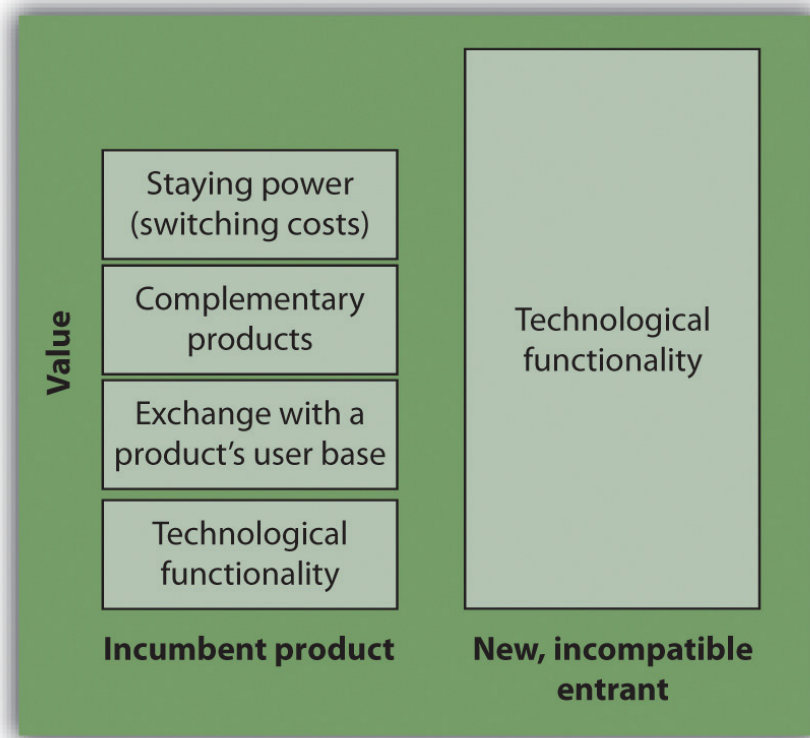 Value
Staying power
(switching costs)
Complementary
products
Exchange with a
product’s user base
Technological
functionality
Incumbent product
Technological
functionality
New, incompatible
entrant